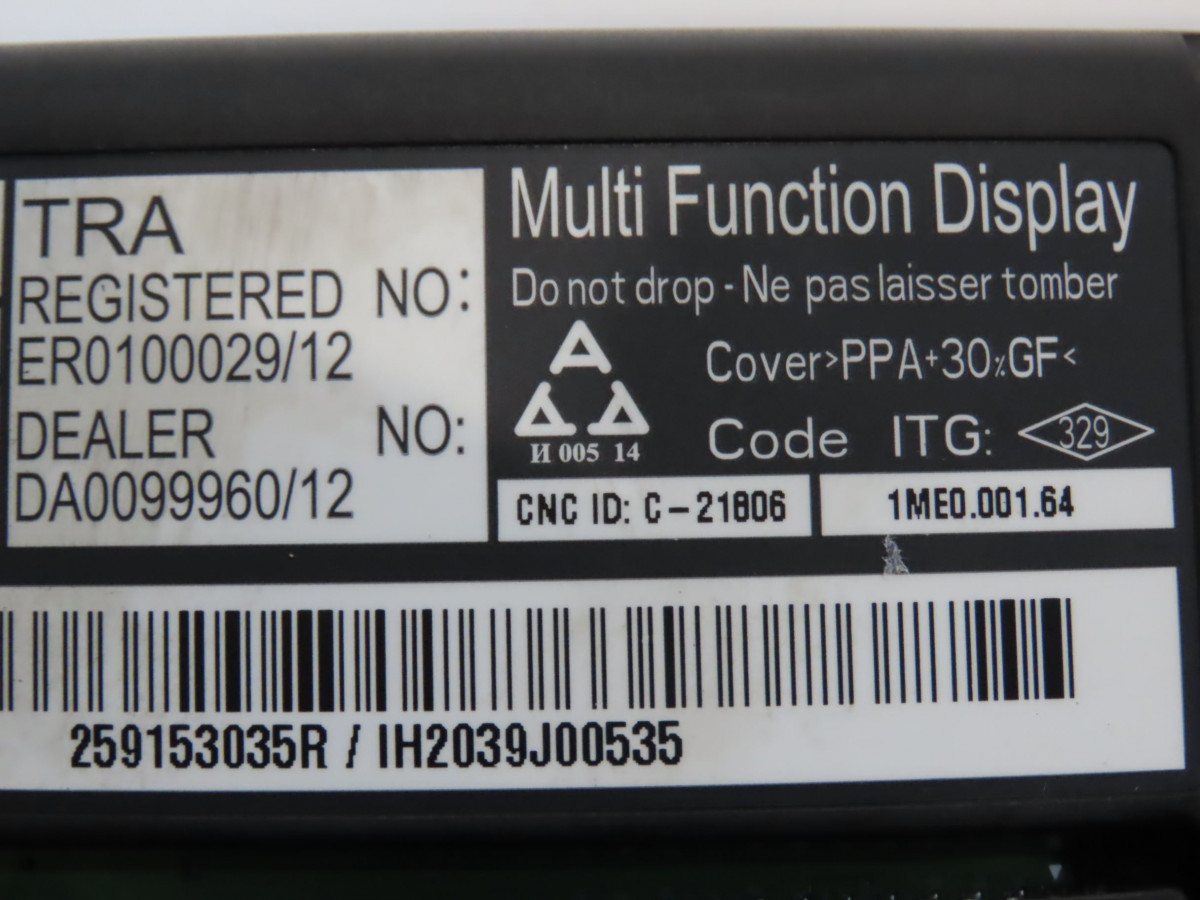 TRA
REGISTERED NO:
ER0100029/12
DEALER NO:
DA0099960/12
Multi Function Display
Do not drop - Ne pas laisser tomber
Cover>PPA+30%GF<
И 005 14
Code ITG: 329
CNC ID: C-21806
1ME0.001.64
259153035R / IH2039J00535